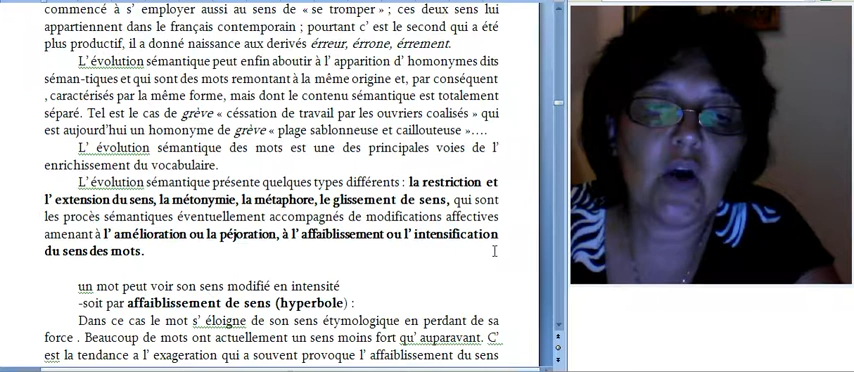 commencé à s’ employer aussi au sens de « se tromper » ; ces deux sens lui
appartiennent dans le français contemporain ; pourtant c’ est le second qui a été
plus productif, il a donné naissance aux derivés érreur, érrone, érrement.
L’ évolution sémantique peut enfin aboutir à l’ apparition d’ homonymes dits
séman-tiques et qui sont des mots remontant à la même origine et, par conséquent
, caractérisés par la même forme, mais dont le contenu sémantique est totalement
séparé. Tel est le cas de grève « céssation de travail par les ouvriers coalisés » qui
est aujourd’hui un homonyme de grève « plage sablonneuse et caillouteuse »….
L’ évolution sémantique des mots est une des principales voies de l’
enrichissement du vocabulaire.
L’ évolution sémantique présente quelques types différents : la restriction et
l’ extension du sens, la métonymie, la métaphore, le glissement de sens, qui sont
les procès sémantiques éventuellement accompagnés de modifications affectives
amenant à l’ amélioration ou la péjoration, à l’ affaiblissement ou l’ intensification
du sens des mots.
un mot peut voir son sens modifié en intensité
-soit par affaiblissement de sens (hyperbole) :
Dans ce cas le mot s’ éloigne de son sens étymologique en perdant de sa
force . Beaucoup de mots ont actuellement un sens moins fort qu’ auparavant. C’
est la tendance a l’ exageration qui a souvent provoque l’ affaiblissement du sens